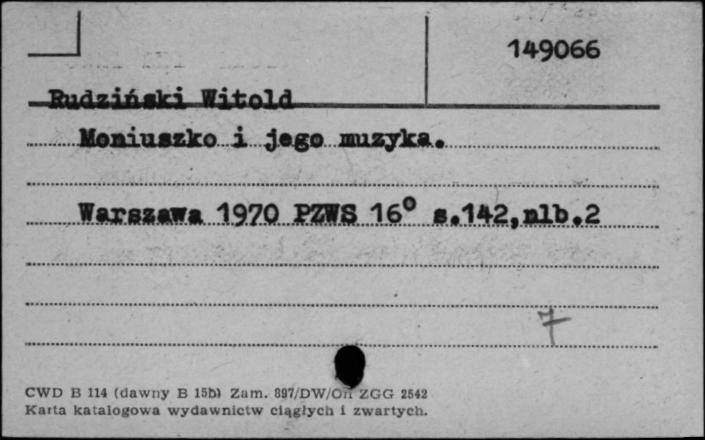 149066
Rudziński Witold
Moniuszko i jego muzyka.
Warszawa 1970 PZWS 16° s.142,nlb.2
7
CWD B 114 (dawny B 15b) Zam. 897/DW/On ZGG 2542
Karta katalogowa wydawnictw ciągłych i zwartych.